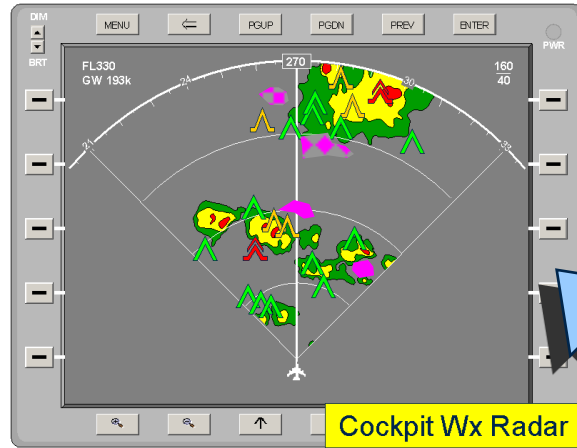 DIM
BRT
MENU
PGUP
PGDN
PREV
ENTER
PWR
FL330
GW 193k
270
160
40
21
24
30
33
Cockpit Wx Radar